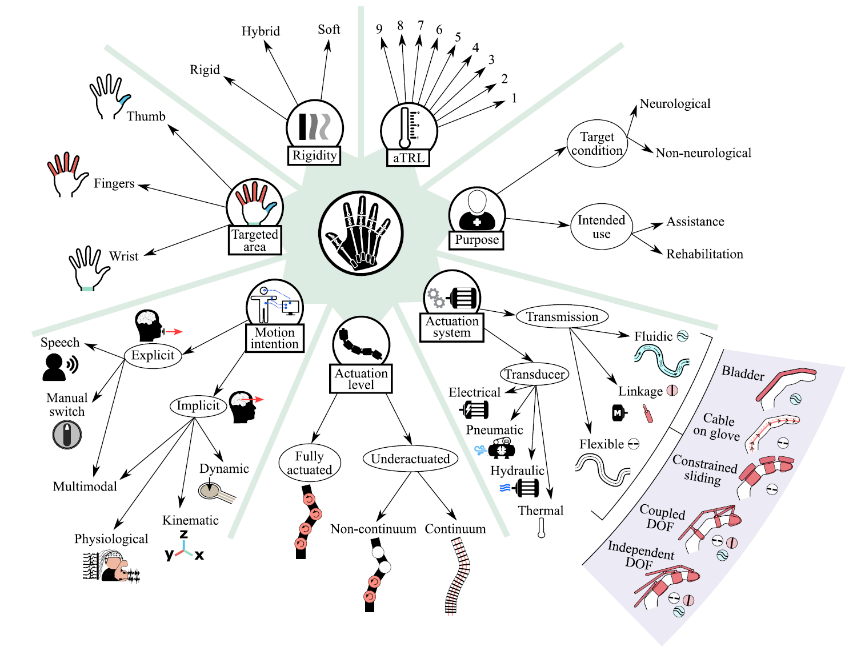 Hybrid
Soft
Rigid
Rigidity
9
8
7
6
5
4
3
2
1
aTRL
Thumb
Fingers
Wrist
Targeted
area
Purpose
Target
condition
Neurological
Non-neurological
Intended
use
Assistance
Rehabilitation
Motion
intention
Explicit
Speech
Manual
switch
Multimodal
Implicit
Dynamic
Kinematic
z
y
x
Physiological
Actuation
level
Fully
actuated
Underactuated
Non-continuum
Continuum
Actuation
system
Transmission
Fluidic
Linkage
M
Flexible
Transducer
Electrical
Pneumatic
Hydraulic
Thermal
Bladder
Cable
on glove
Constrained
sliding
Coupled
DOF
Independent
DOF